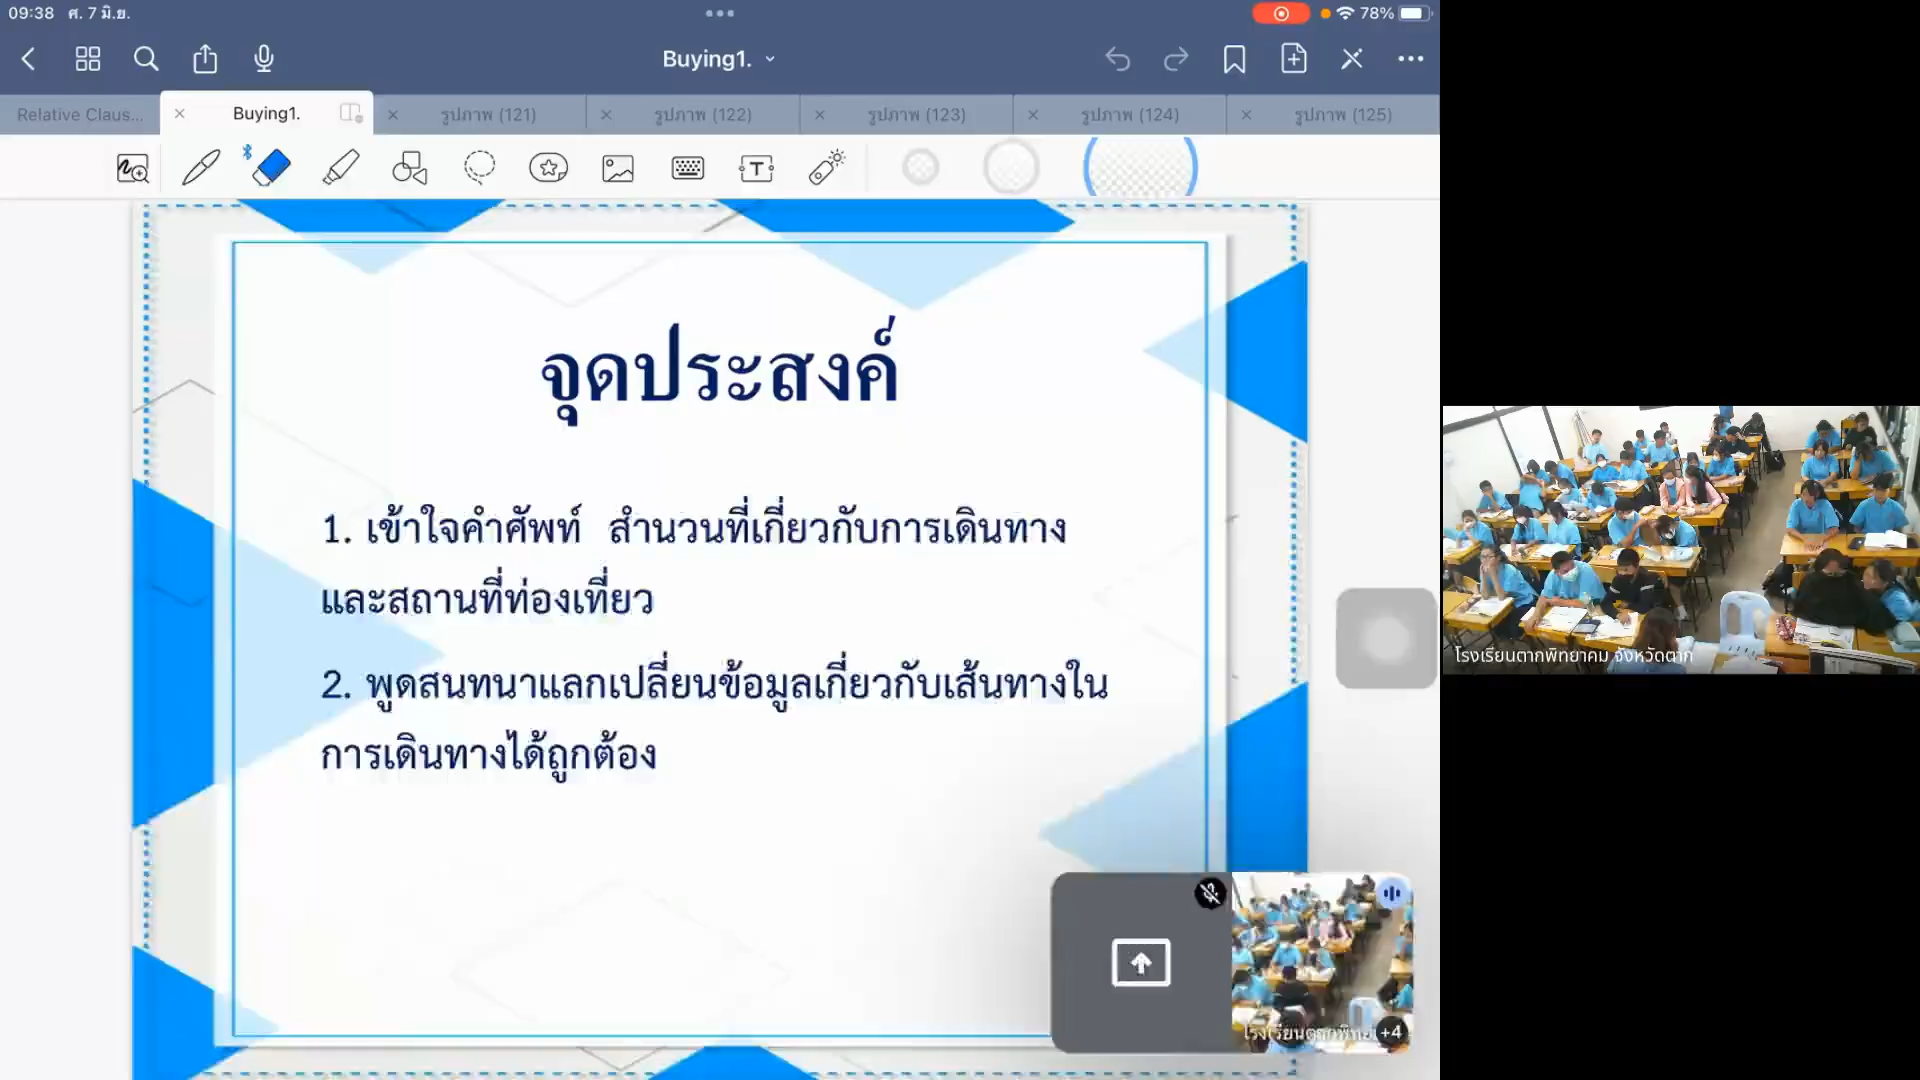 09:38 ศ. 7 มิ.ย.
78%
Buying1.
Relative Claus...
Buying1.
รูปภาพ (121)
รูปภาพ (122)
รูปภาพ (123)
รูปภาพ (124)
รูปภาพ (125)
จุดประสงค์
1. เข้าใจคำศัพท์ สำนวนที่เกี่ยวกับการเดินทาง
และสถานที่ท่องเที่ยว
2. พูดสนทนาแลกเปลี่ยนข้อมูลเกี่ยวกับเส้นทางใน
การเดินทางได้ถูกต้อง
โรงเรียนตากพิทยาคม จังหวัดตาก
+4